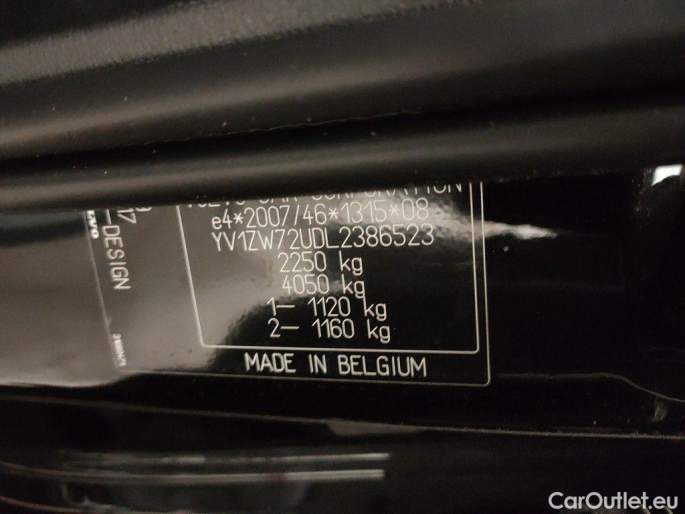 CORPORATION
e4*2007/46*1315*08
YV1ZW72UDL2386523
2250 kg
4050 kg
1– 1120 kg
2– 1160 kg
MADE IN BELGIUM
–DESIGN
CarOutlet.eu